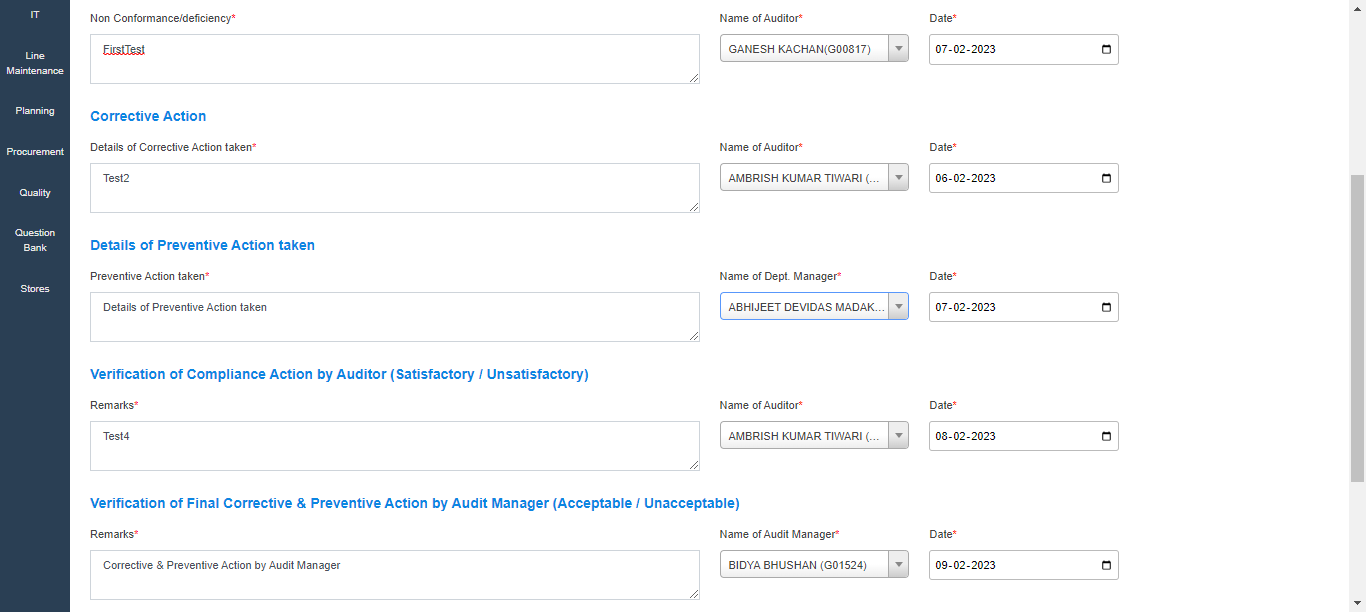 IT
Line
Maintenance
Planning
Procurement
Quality
Question
Bank
Stores
Non Conformance/deficiency* Name of Auditor* Date*
FirstTest GANESH KACHAN(G00817) 07-02-2023
Corrective Action
Details of Corrective Action taken* Name of Auditor* Date*
Test2 AMBRISH KUMAR TIWARI (... 06-02-2023
Details of Preventive Action taken
Preventive Action taken* Name of Dept. Manager* Date*
Details of Preventive Action taken ABHIJEET DEVIDAS MADAK... 07-02-2023
Verification of Compliance Action by Auditor (Satisfactory / Unsatisfactory)
Remarks* Name of Auditor* Date*
Test4 AMBRISH KUMAR TIWARI (... 08-02-2023
Verification of Final Corrective & Preventive Action by Audit Manager (Acceptable / Unacceptable)
Remarks* Name of Audit Manager* Date*
Corrective & Preventive Action by Audit Manager BIDYA BHUSHAN (G01524) 09-02-2023